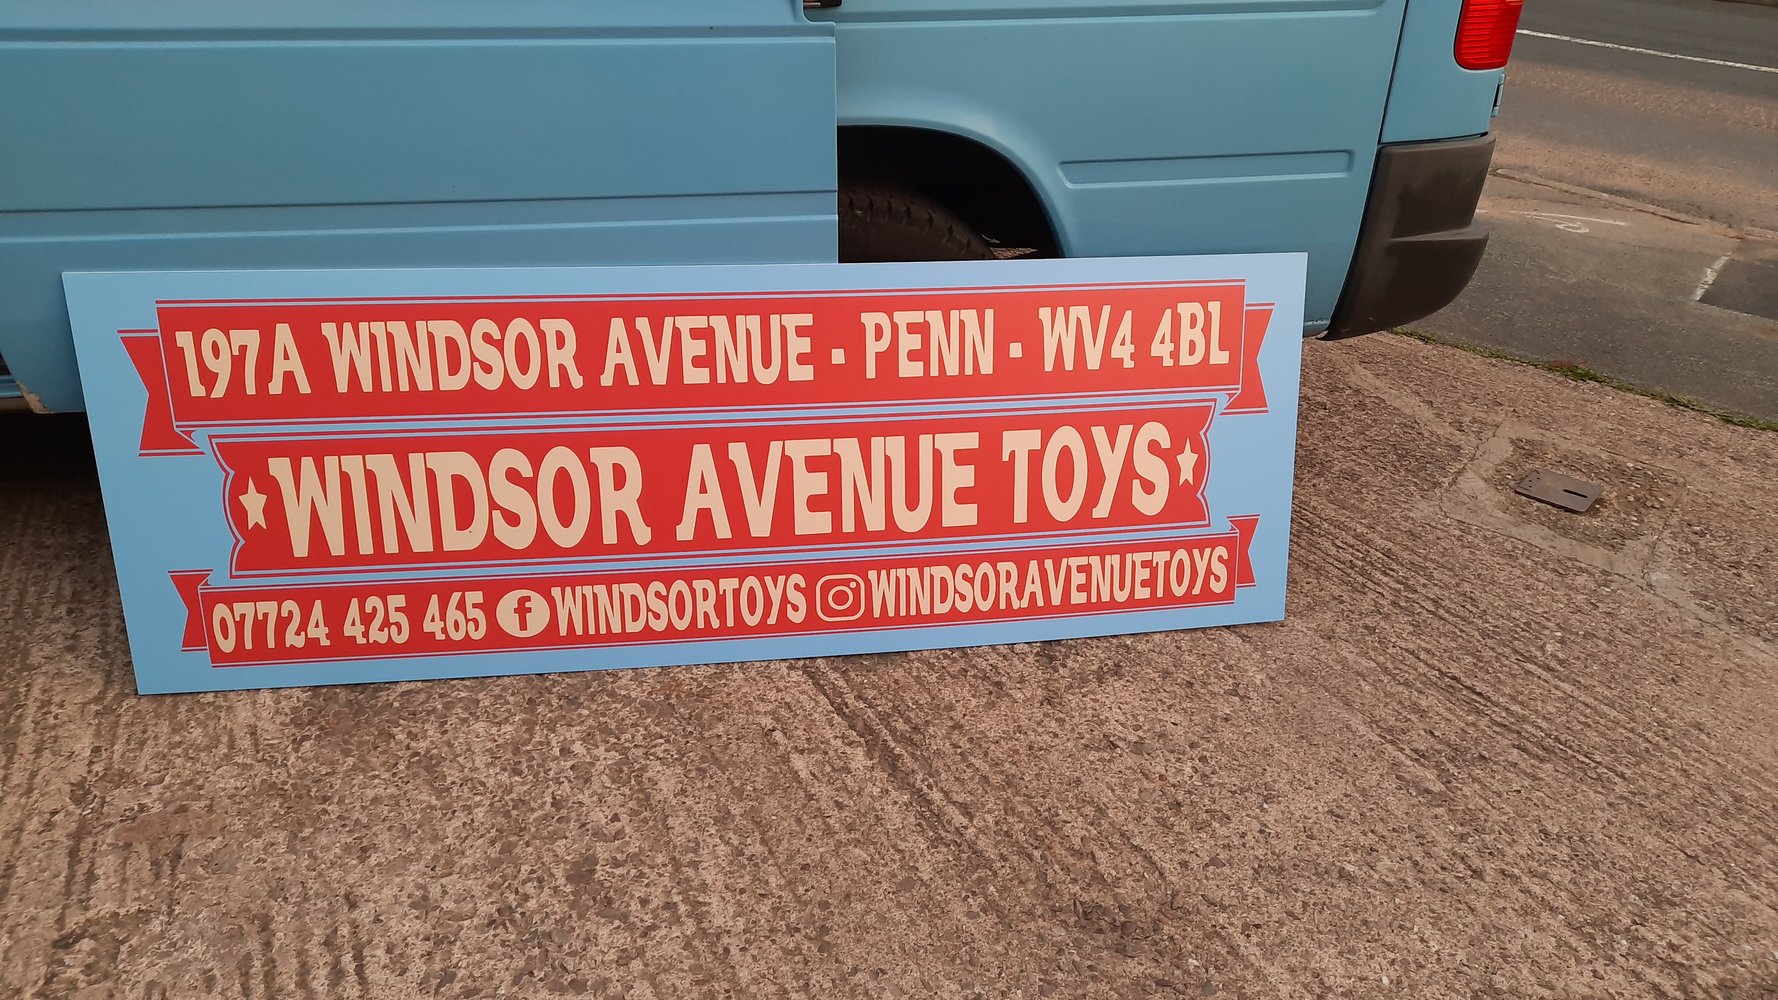 197A WINDSOR AVENUE - PENN - WV4 4BL
WINDSOR AVENUE TOYS
07724 425 465 f WINDSORTOYS WINDSORAVENUETOYS